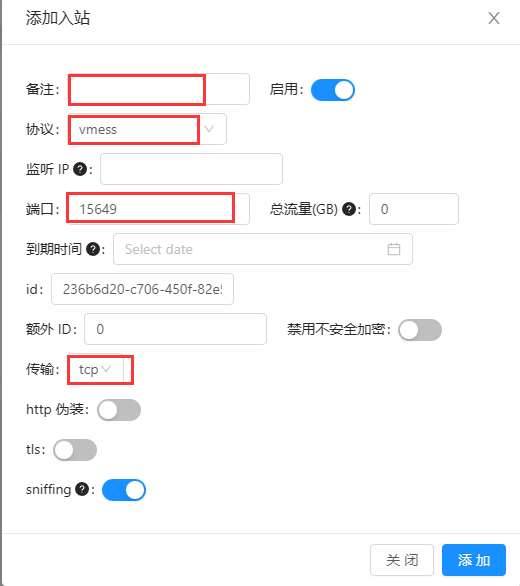 添加入站
备注： 启用：
协议： vmess
监听 IP ?：
端口： 15649 总流量(GB) ?： 0
到期时间 ?： Select date
id： 236b6d20-c706-450f-82e5
额外 ID： 0 禁用不安全加密：
传输： tcp
http 伪装：
tls：
sniffing ?：
关 闭 添 加